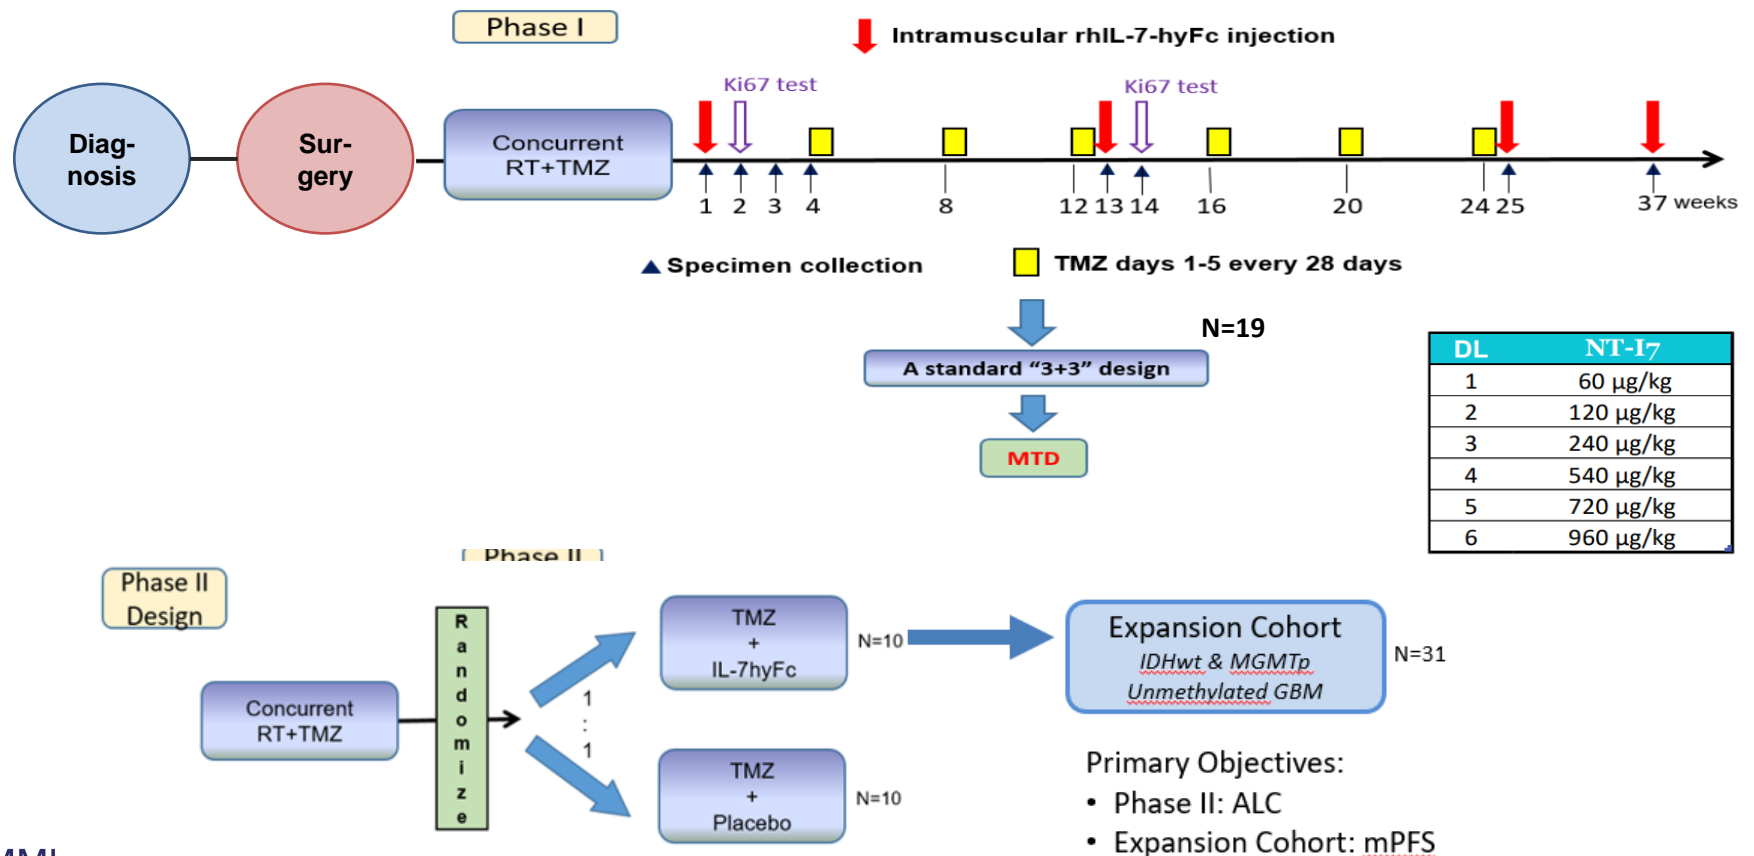 Phase I
Intramuscular rhIL-7-hyFc injection
Ki67 test
Ki67 test
Diag-
nosis
Sur-
gery
Concurrent
RT+TMZ
1 2 3 4 8 12 13 14 16 20 24 25 37 weeks
Specimen collection
TMZ days 1-5 every 28 days
N=19
A standard “3+3” design
MTD
DL NT-I7
1 60 µg/kg
2 120 µg/kg
3 240 µg/kg
4 540 µg/kg
5 720 µg/kg
6 960 µg/kg
Phase II
Phase II
Design
Concurrent
RT+TMZ
Randomize
1
:
1
TMZ
+
IL-7hyFc
N=10
TMZ
+
Placebo
N=10
Expansion Cohort
IDHwt & MGMTp
Unmethylated GBM
N=31
Primary Objectives:
• Phase II: ALC
• Expansion Cohort: mPFS